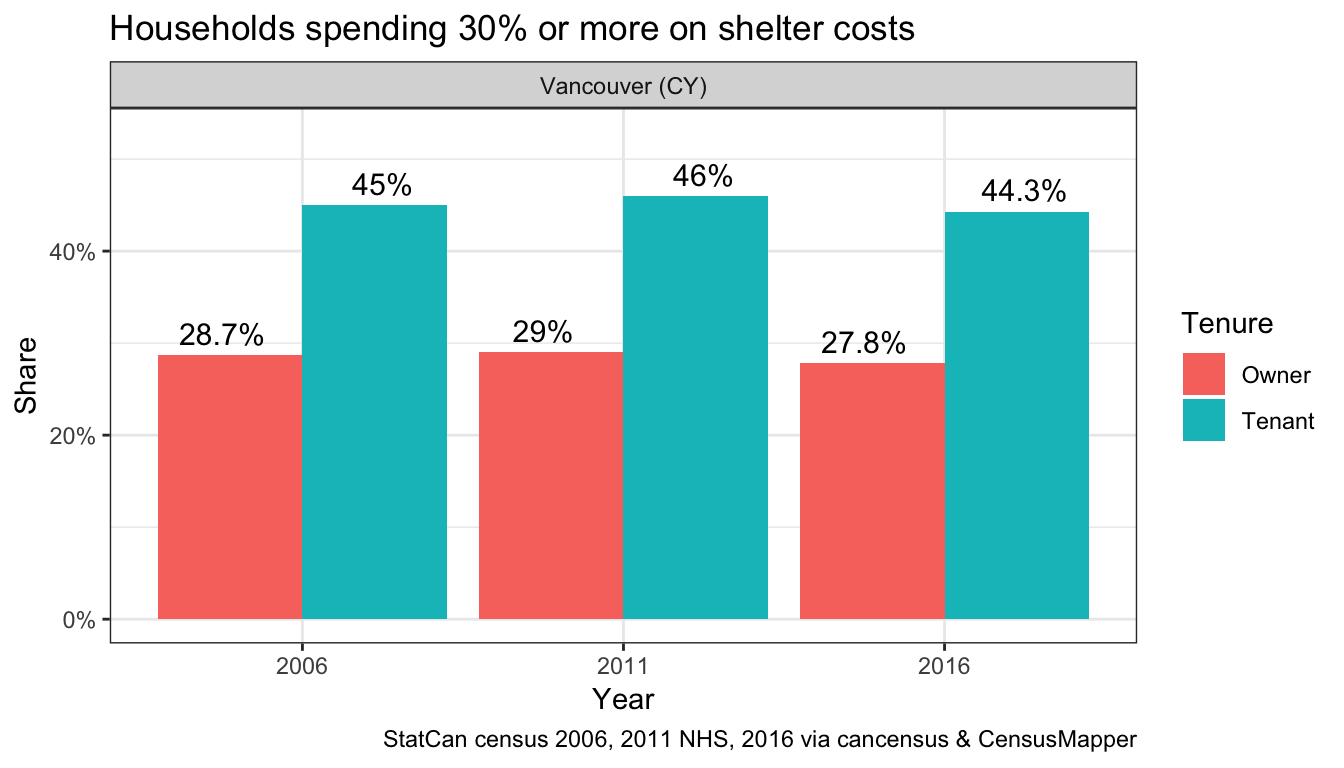 Households spending 30% or more on shelter costs
Vancouver (CY)
45%
46%
44.3%
28.7%
29%
27.8%
40%
20%
0%
Share
2006
2011
2016
Year
Tenure
Owner
Tenant
StatCan census 2006, 2011 NHS, 2016 via cancensus & CensusMapper